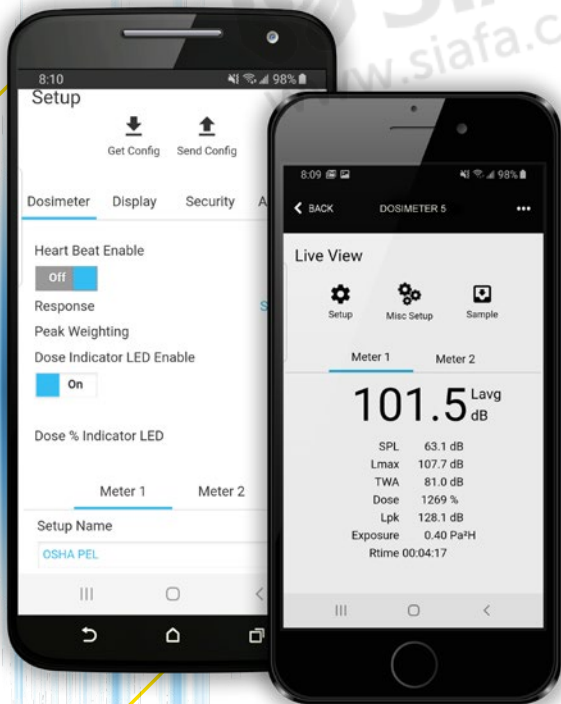 www.siafa.c
8:10 98%
Setup
Get Config Send Config
Dosimeter Display Security A
Heart Beat Enable
Off
Response S
Peak Weighting
Dose Indicator LED Enable
On
Dose % Indicator LED
Meter 1 Meter 2
Setup Name
OSHA PEL
8:09 98%
BACK DOSIMETER 5
Live View
Setup Misc Setup Sample
Meter 1 Meter 2
101.5 Lavg dB
SPL 63.1 dB
Lmax 107.7 dB
TWA 81.0 dB
Dose 1269 %
Lpk 128.1 dB
Exposure 0.40 Pa²H
Rtime 00:04:17